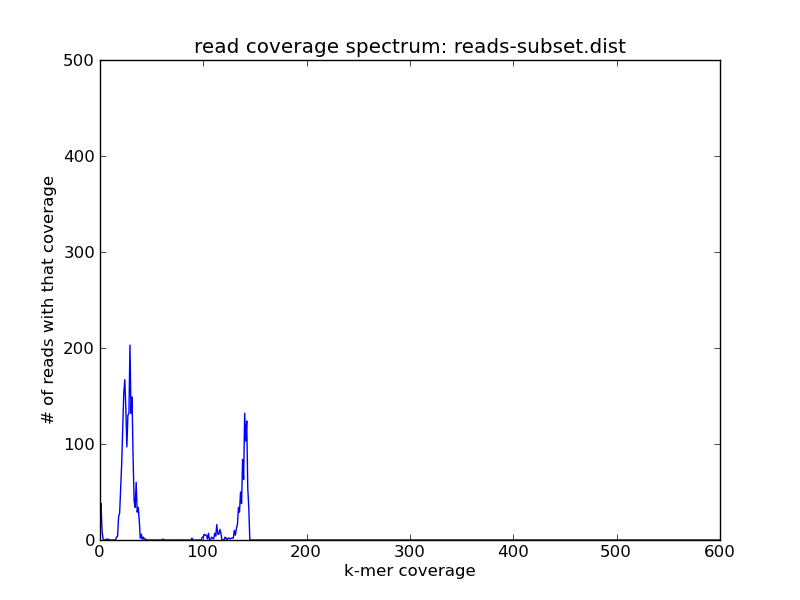 read coverage spectrum: reads-subset.dist
500
400
300
200
100
0
# of reads with that coverage
0 100 200 300 400 500 600
k-mer coverage